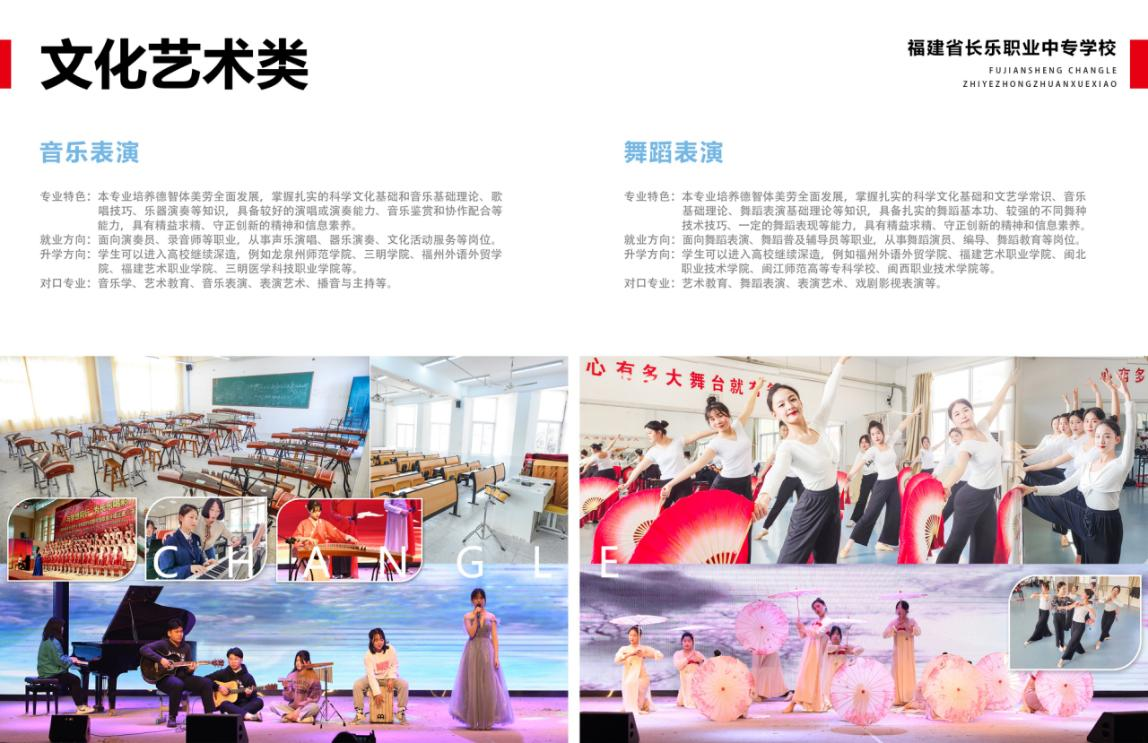 文化艺术类
福建省长乐职业中专学校
FUJIANSHENG CHANGLE
ZHIYEZHONGZHUANXUEXIAO
音乐表演
专业特色：本专业培养德智体美劳全面发展，掌握扎实的科学文化基础和音乐基础理论、歌
唱技巧、乐器演奏等知识，具备较好的演唱或演奏能力、音乐鉴赏和协作配合等
能力，具有精益求精、守正创新的精神和信息素养。
就业方向：面向演奏员、录音师等职业，从事声乐演唱、器乐演奏、文化活动服务等岗位。
升学方向：学生可以进入高校继续深造，例如龙泉州师范学院、三明学院、福州外语外贸学
院、福建艺术职业学院、三明医学科技职业学院等。
对口专业：音乐学、艺术教育、音乐表演、表演艺术、播音与主持等。
舞蹈表演
专业特色：本专业培养德智体美劳全面发展，掌握扎实的科学文化基础和文艺学常识、音乐
基础理论、舞蹈表演基础理论等知识，具备扎实的舞蹈基本功、较强的不同舞种
技术技巧、一定的舞蹈表现等能力，具有精益求精、守正创新的精神和信息素养。
就业方向：面向舞蹈表演、舞蹈普及辅导员等职业，从事舞蹈演员、编导、舞蹈教育等岗位。
升学方向：学生可以进入高校继续深造，例如福州外语外贸学院、福建艺术职业学院、闽北
职业技术学院、闽江师范高等专科学校、闽西职业技术学院等。
对口专业：艺术教育、舞蹈表演、表演艺术、戏剧影视表演等。
心有多大舞台就有
心有多
CHANGLE